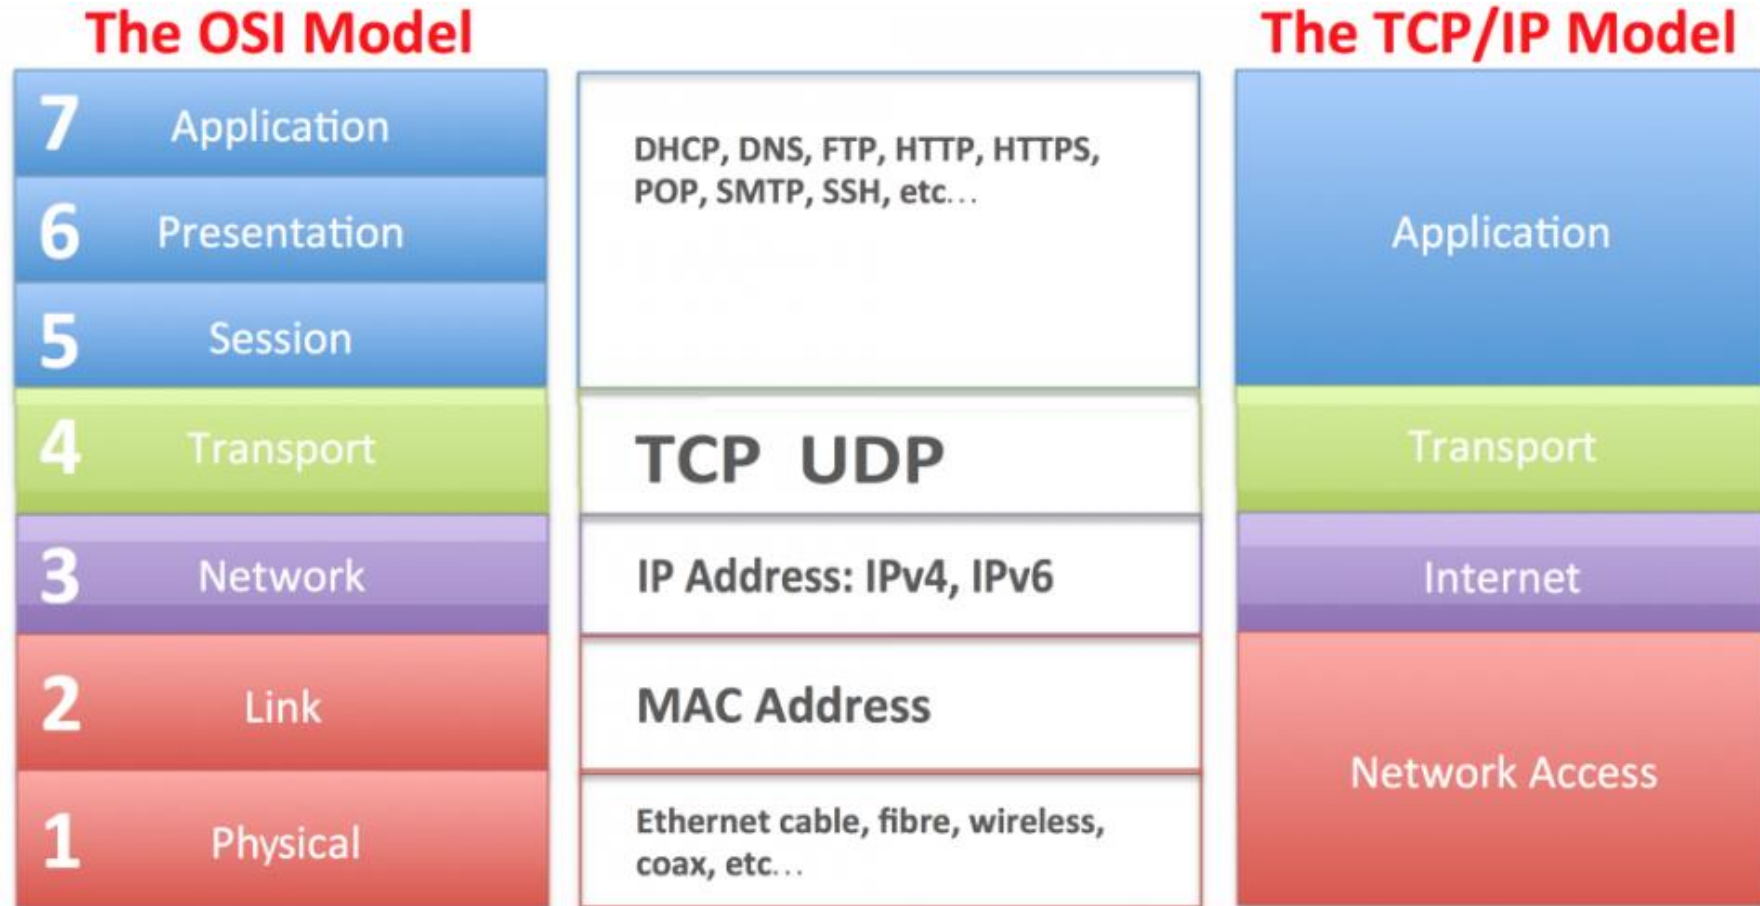 The OSI Model
The TCP/IP Model
7 Application
6 Presentation
5 Session
4 Transport
3 Network
2 Link
1 Physical
DHCP, DNS, FTP, HTTP, HTTPS,
POP, SMTP, SSH, etc...
TCP UDP
IP Address: IPv4, IPv6
MAC Address
Ethernet cable, fibre, wireless,
coax, etc...
Application
Transport
Internet
Network Access